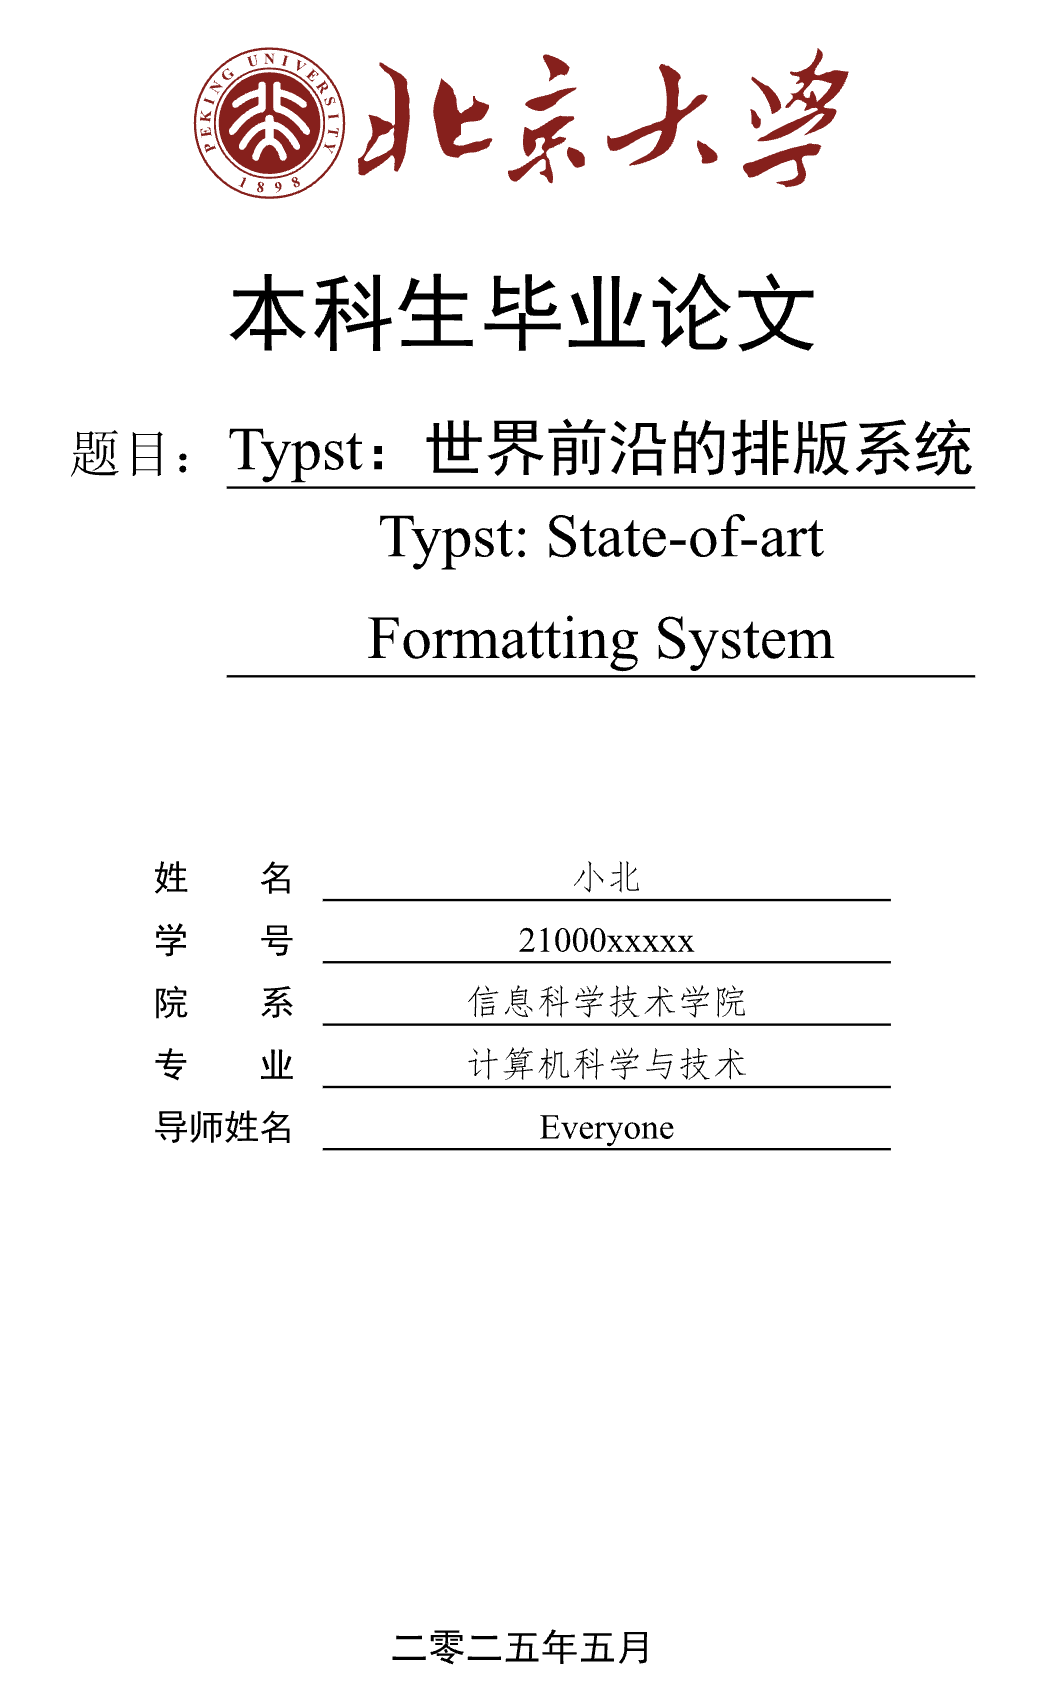 PEKING UNIVERSITY
1898
北京大学
本科生毕业论文
题目：Typst：世界前沿的排版系统
Typst: State-of-art
Formatting System
姓 名 小北
学 号 21000xxxxx
院 系 信息科学技术学院
专 业 计算机科学与技术
导师姓名 Everyone
二零二五年五月